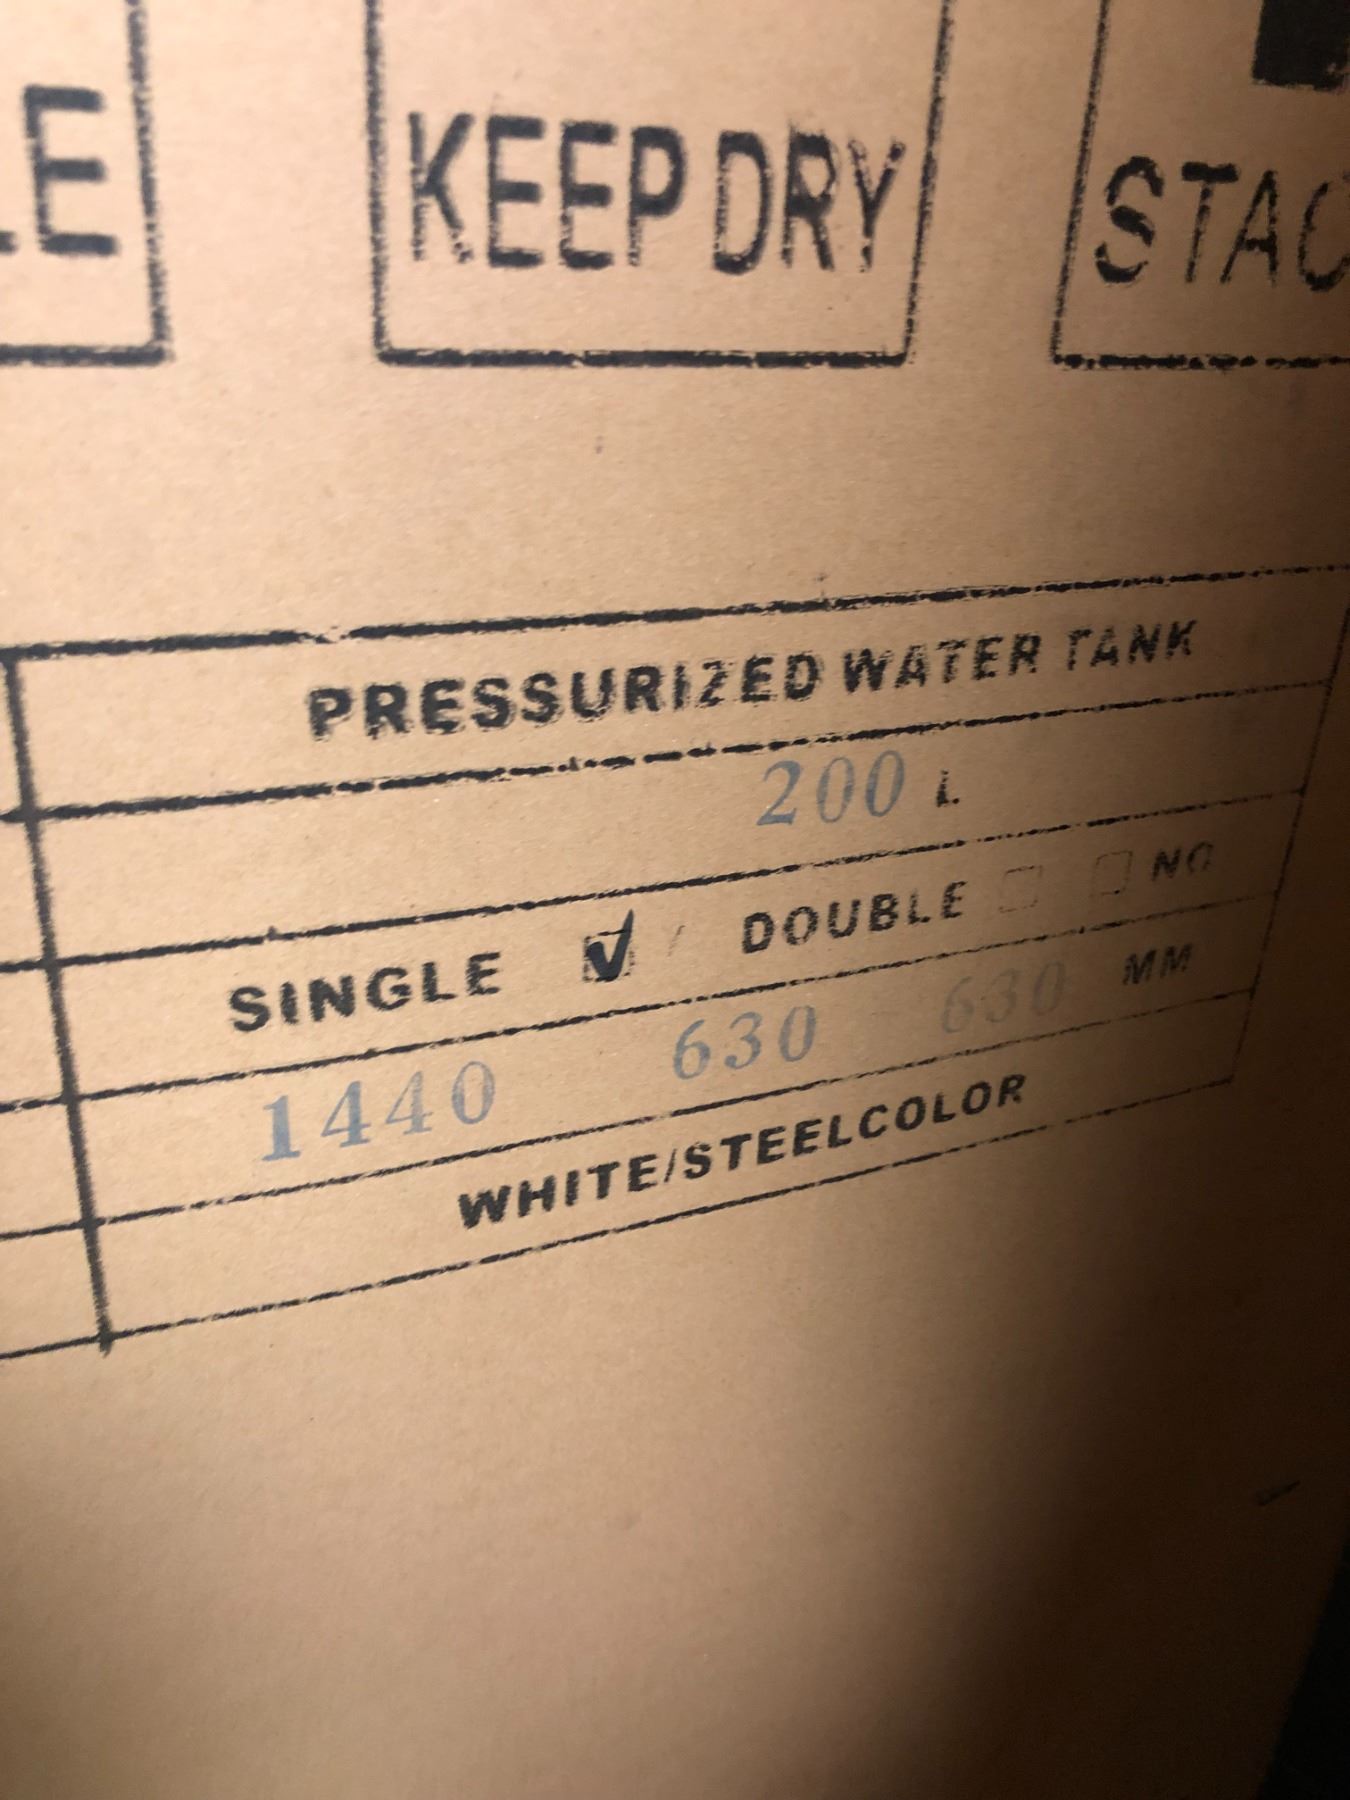 LE
KEEP DRY
STAC
PRESSURIZED WATER TANK
200 L
SINGLE ☑ / DOUBLE ☐ ☐ NO
1440 630 630 MM
WHITE/STEELCOLOR